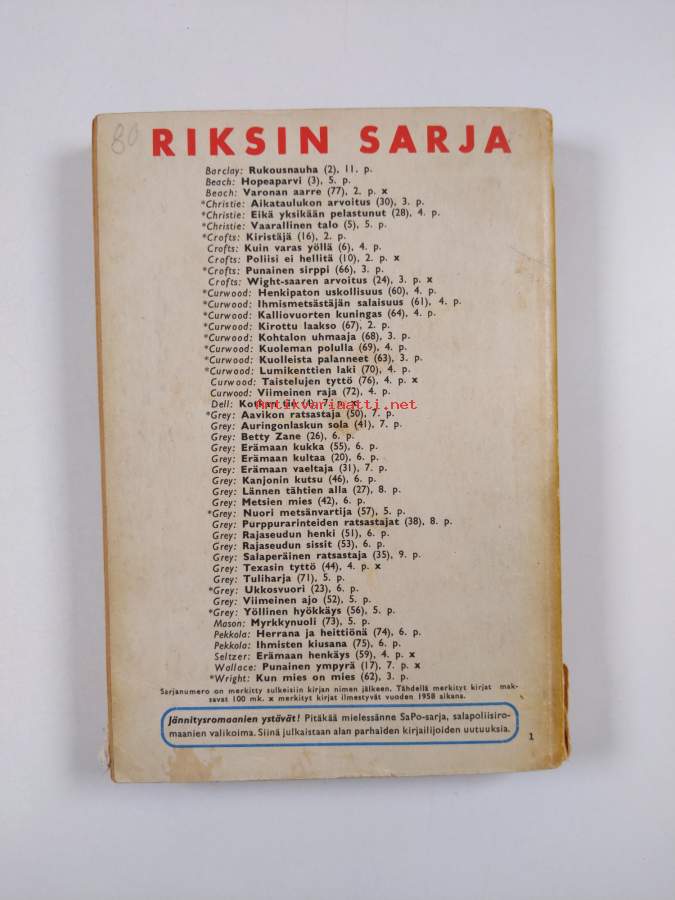 80
RIKSIN SARJA
Barclay: Rukousnauha (2), 11. p.
Beach: Hopeaparvi (3), 5. p.
Beach: Varonan aarre (77), 2. p. x
*Christie: Aikataulukon arvoitus (30), 3. p.
*Christie: Eikä yksikään pelastunut (28), 4. p.
*Christie: Vaarallinen talo (5), 5. p.
*Crofts: Kiristäjä (16), 2. p.
Crofts: Kuin varas yöllä (6), 4. p.
Crofts: Poliisi ei hellitä (10), 2. p. x
*Crofts: Punainen sirppi (66), 3. p.
Crofts: Wight-saaren arvoitus (24), 3. p. x
*Curwood: Henkipaton uskollisuus (60), 4. p.
*Curwood: Ihmismetsästäjän salaisuus (61), 4. p.
*Curwood: Kalliovuorten kuningas (64), 4. p.
*Curwood: Kirottu laakso (67), 2. p.
*Curwood: Kohtalon uhmaaja (68), 3. p.
*Curwood: Kuoleman polulla (69), 4. p.
*Curwood: Kuolleista palanneet (63), 3. p.
*Curwood: Lumikenttien laki (70), 4. p.
Curwood: Taistelujen tyttö (76), 4. p. x
Curwood: Viimeinen raja (72), 4. p.
Dell: 7. p. x
antikvariaatti.net
*Grey: Aavikon ratsastaja (50), 7. p.
Grey: Auringonlaskun sola (41), 7. p.
Grey: Betty Zane (26), 6. p.
Grey: Erämaan kukka (55), 6. p.
Grey: Erämaan kultaa (20), 6. p.
Grey: Erämaan vaeltaja (31), 7. p.
Grey: Kanjonin kutsu (46), 6. p.
Grey: Lännen tähtien alla (27), 8. p.
Grey: Metsien mies (42), 6. p.
*Grey: Nuori metsänvartija (57), 5. p.
Grey: Purppurarinteiden ratsastajat (38), 8. p.
Grey: Rajaseudun henki (51), 6. p.
Grey: Rajaseudun sissit (53), 6. p.
Grey: Salaperäinen ratsastaja (35), 9. p.
Grey: Texasin tyttö (44), 4. p. x
Grey: Tuliharja (71), 5. p.
*Grey: Ukkosvuori (23), 6. p.
Grey: Viimeinen ajo (52), 5. p.
*Grey: Yöllinen hyökkäys (56), 5. p.
Mason: Myrkkynuoli (73), 5. p.
Pekkola: Herrana ja heittiönä (74), 6. p.
Pekkola: Ihmisten kiusana (75), 6. p.
Seltzer: Erämaan henkäys (59), 4. p. x
Wallace: Punainen ympyrä (17), 7. p. x
*Wright: Kun mies on mies (62), 3. p.
Sarjanumero on merkitty sulkeisiin kirjan nimen jälkeen. Tähdellä merkityt kirjat mak-
savat 100 mk. x merkityt kirjat ilmestyvät vuoden 1958 aikana.
Jännitysromaanien ystävät! Pitäkää mielessänne SaPo-sarja, salapoliisiro-
maanien valikoima. Siinä julkaistaan alan parhaiden kirjailijoiden uutuuksia.
1